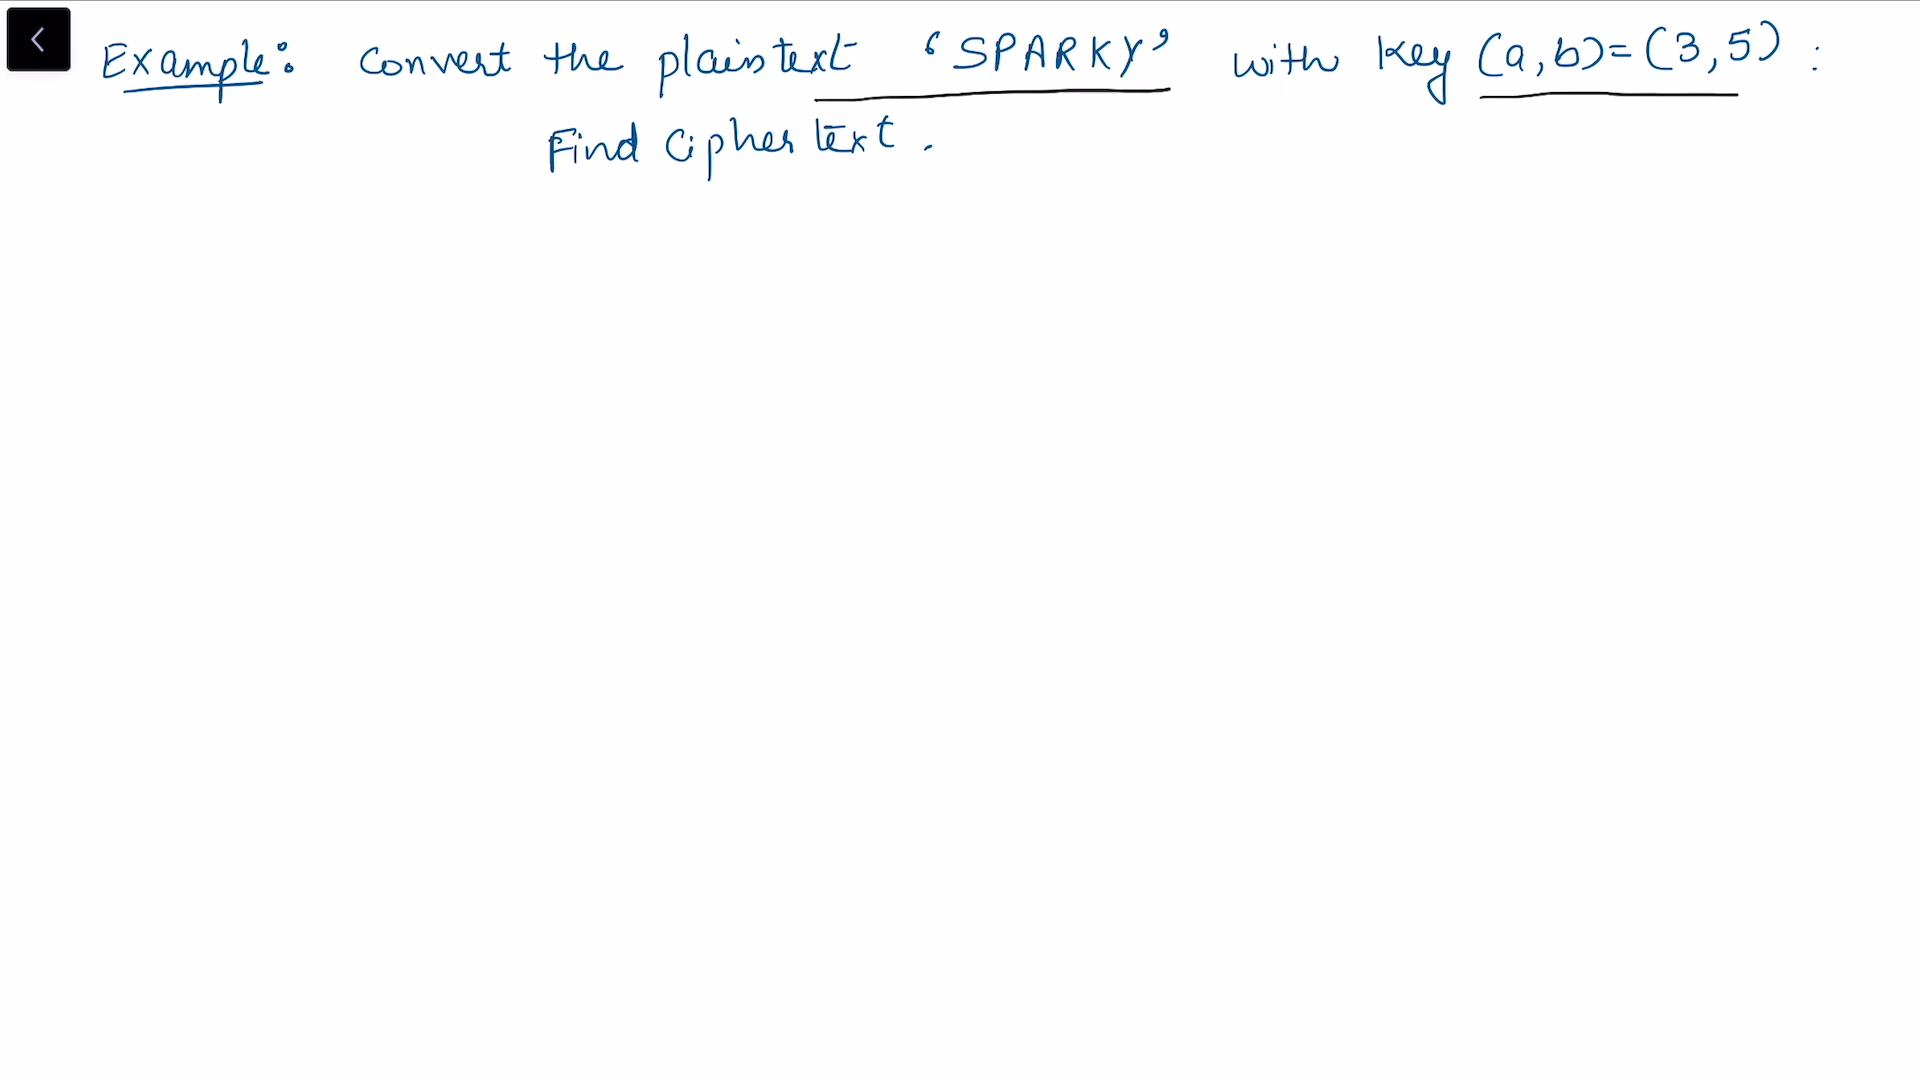 Example: Convert the plaintext ‘SPARKY’ with key (a,b)=(3,5) :
Find Cipher text .